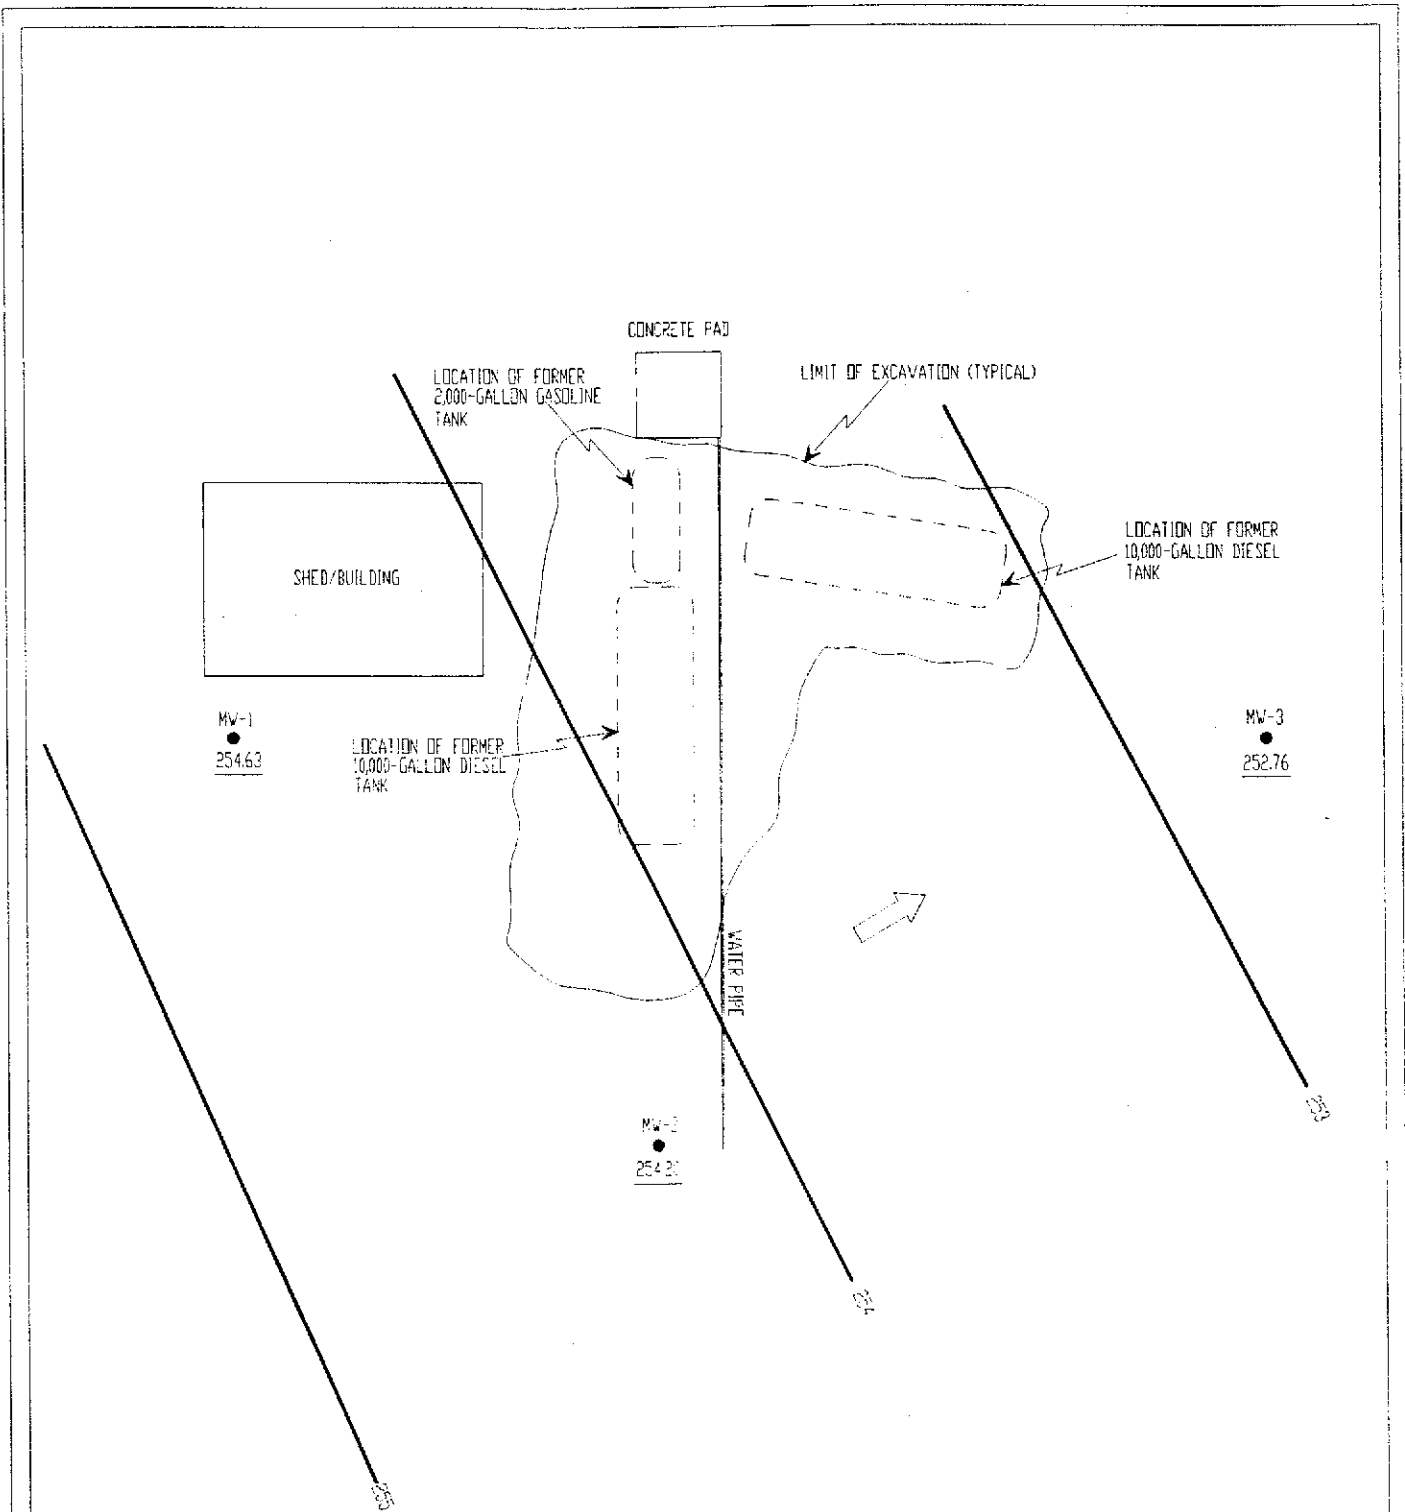 CONCRETE PAD
LOCATION OF FORMER
2,000-GALLON GASOLINE
TANK
LIMIT OF EXCAVATION (TYPICAL)
LOCATION OF FORMER
10,000-GALLON DIESEL
TANK
SHED/BUILDING
MW-1
254.63
LOCATION OF FORMER
10,000-GALLON DIESEL
TANK
MW-3
252.76
WATER PIPE
MW-2
253
254
255